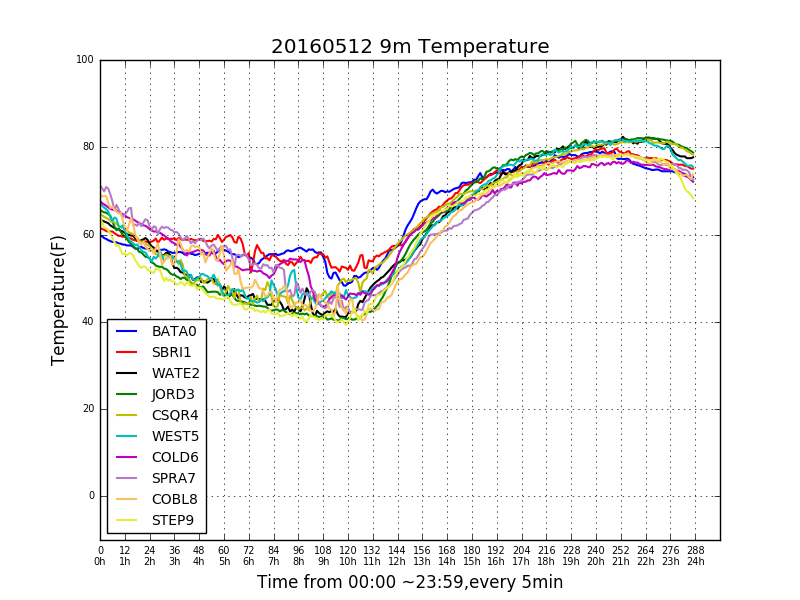 20160512 9m Temperature
100
80
60
40
20
0
Temperature(F)
BATA0
SBRI1
WATE2
JORD3
CSQR4
WEST5
COLD6
SPRA7
COBL8
STEP9
0 12 24 36 48 60 72 84 96 108 120 132 144 156 168 180 192 204 216 228 240 252 264 276 288
0h 1h 2h 3h 4h 5h 6h 7h 8h 9h 10h 11h 12h 13h 14h 15h 16h 17h 18h 19h 20h 21h 22h 23h 24h
Time from 00:00 ~23:59,every 5min